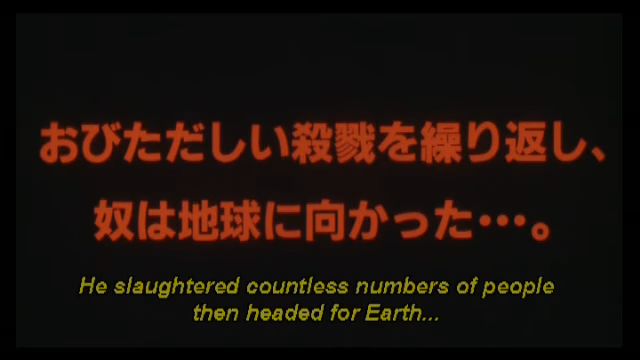 おびただしい殺戮を繰り返し、
奴は地球に向かった･･･。
He slaughtered countless numbers of people
then headed for Earth...